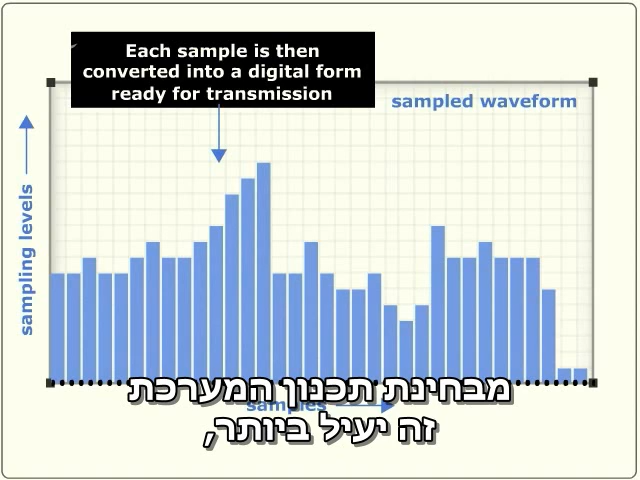 Each sample is then
converted into a digital form
ready for transmission
sampled waveform
sampling levels
samples
מבחינת תכנון המערכת
זה יעיל ביותר,